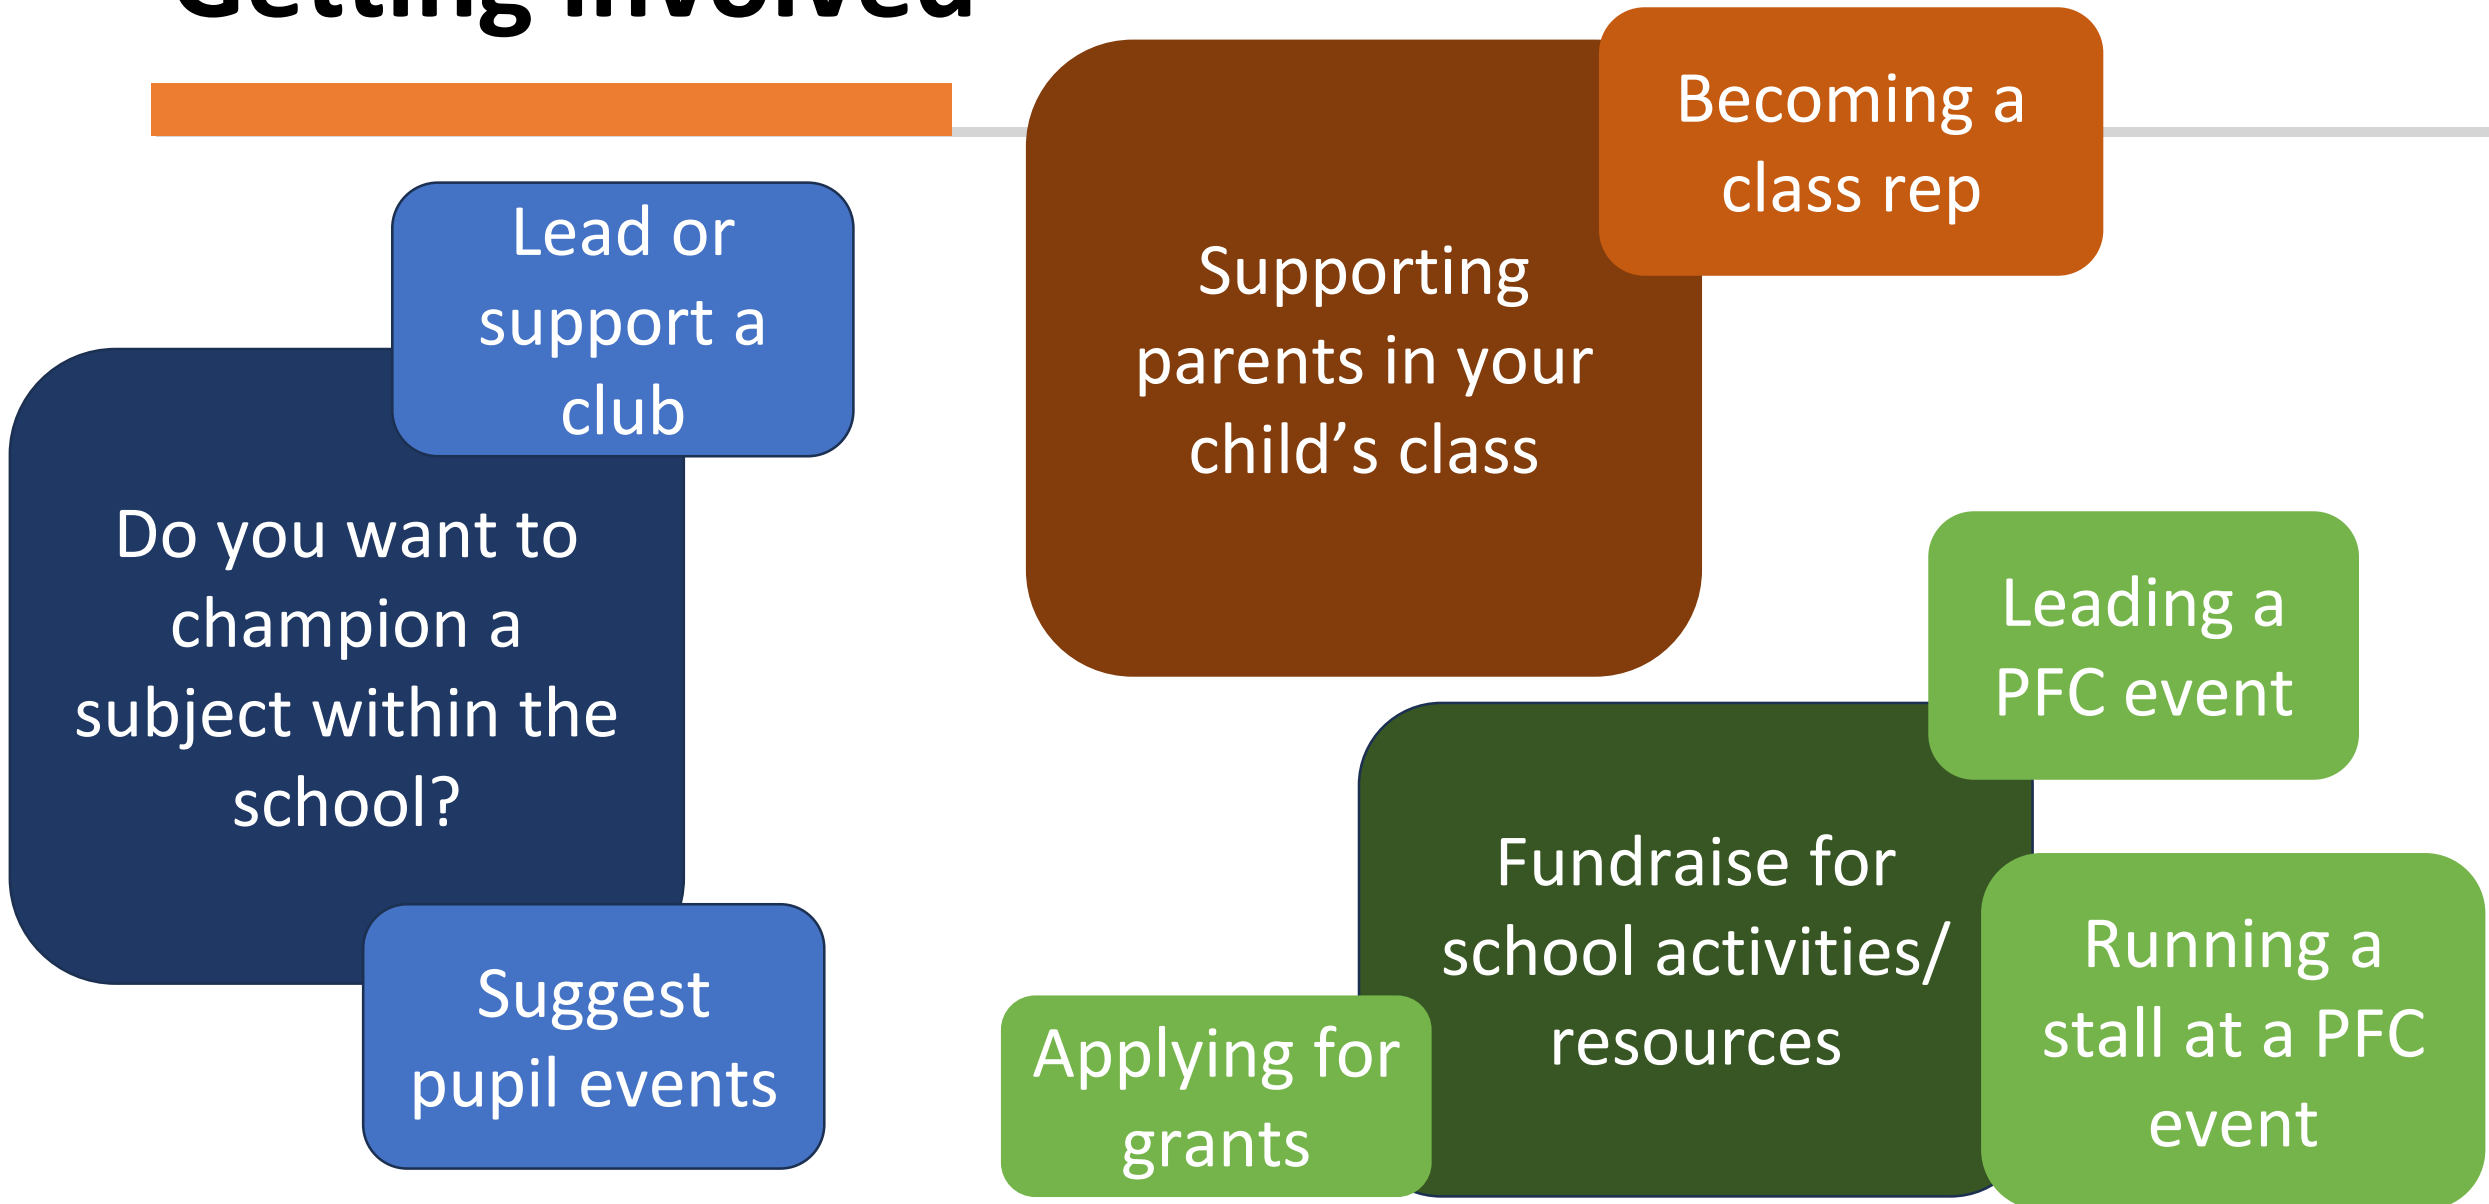 Getting Involved
Lead or
support a
club
Do you want to
champion a
subject within the
school?
Suggest
pupil events
Becoming a
class rep
Supporting
parents in your
child’s class
Leading a
PFC event
Fundraise for
school activities/
resources
Running a
stall at a PFC
event
Applying for
grants